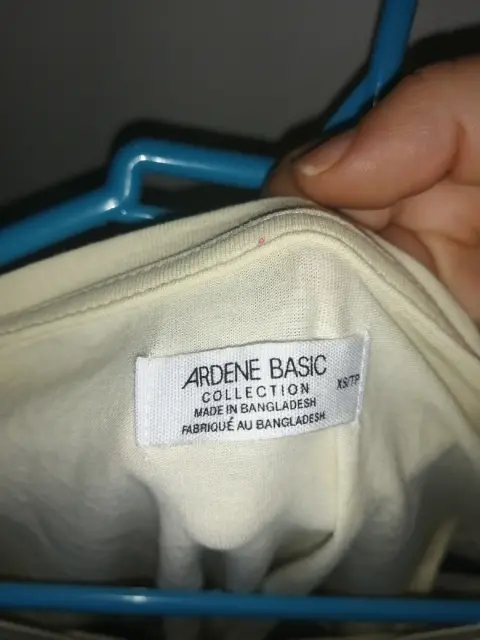 ARDENE BASIC
COLLECTION
MADE IN BANGLADESH
FABRIQUÉ AU BANGLADESH
XS/TP